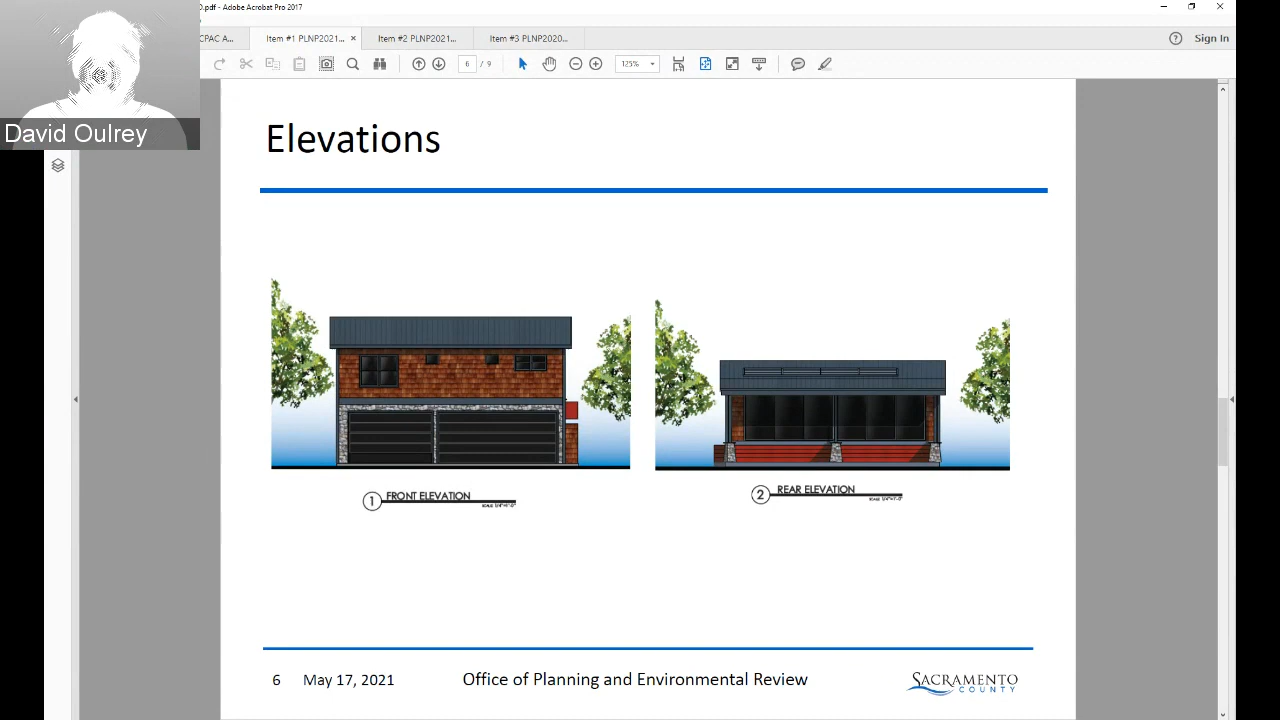 D.pdf - Adobe Acrobat Pro 2017
CPAC A...
Item #1 PLNP2021...
Item #2 PLNP2021...
Item #3 PLNP2020...
Sign In
6 / 9
125%
David Oulrey
Elevations
1 FRONT ELEVATION
2 REAR ELEVATION
6 May 17, 2021
Office of Planning and Environmental Review
SACRAMENTO
COUNTY